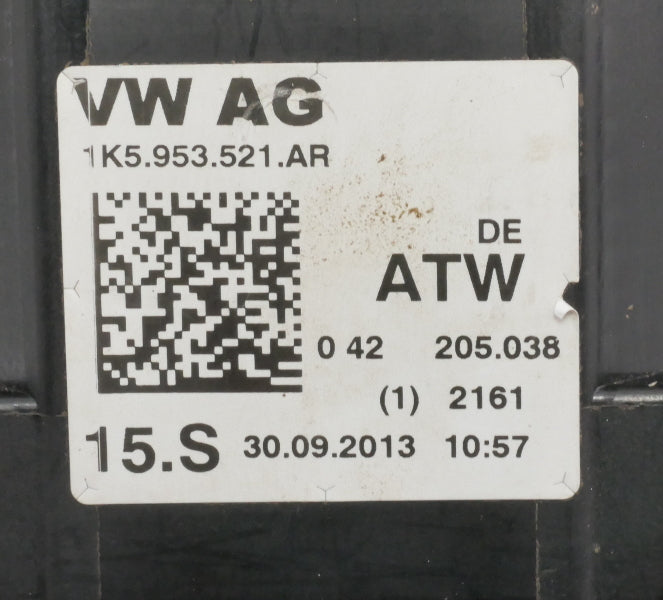 VW AG
1K5.953.521.AR
DE
ATW
0 42 205.038
(1) 2161
15.S 30.09.2013 10:57